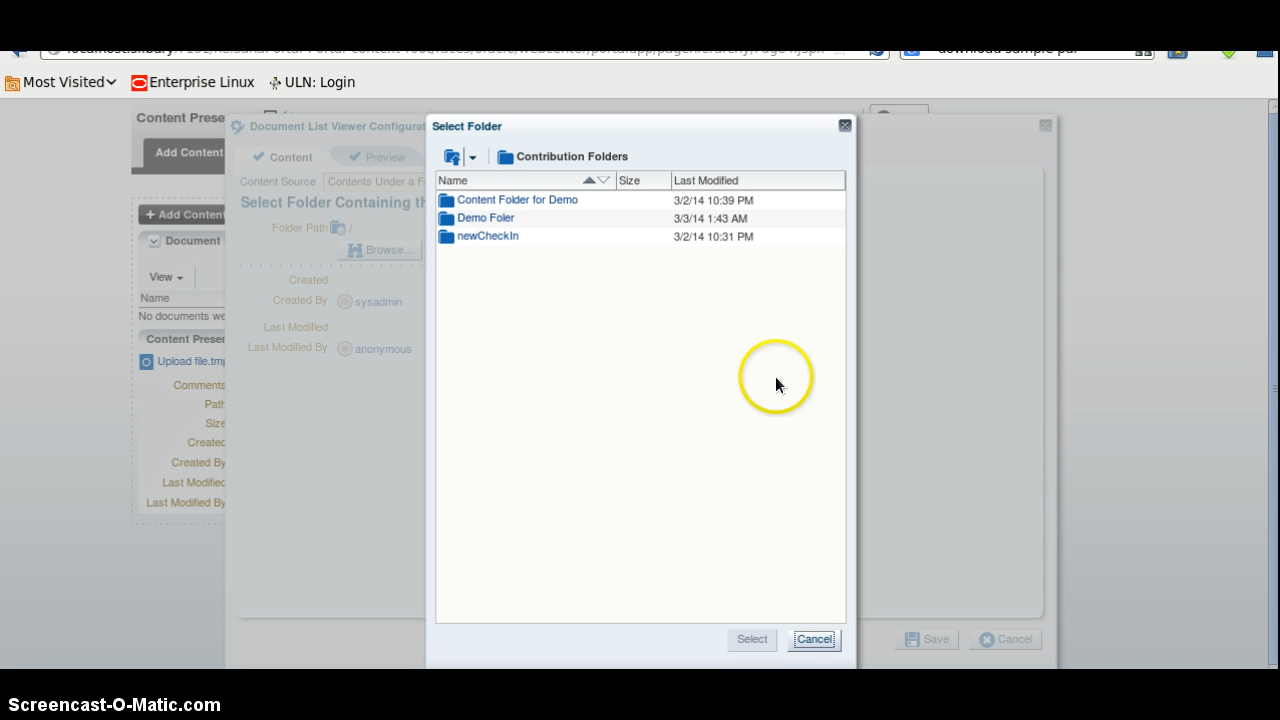 Most Visited
Enterprise Linux
ULN: Login
Content Prese
Add Content
+ Add Content
Document
View
Name
No documents we
Content Presen
Upload file.tmp
Comments
Path
Size
Created
Created By
Last Modified
Last Modified By
Document List Viewer Configurat
Content
Preview
Content Source
Contents Under a F
Select Folder Containing th
Folder Path /
Browse...
Created
Created By sysadmin
Last Modified
Last Modified By anonymous
Select Folder
Contribution Folders
Name Size Last Modified
Content Folder for Demo 3/2/14 10:39 PM
Demo Foler 3/3/14 1:43 AM
newCheckIn 3/2/14 10:31 PM
Select
Cancel
Save
Cancel
Screencast-O-Matic.com